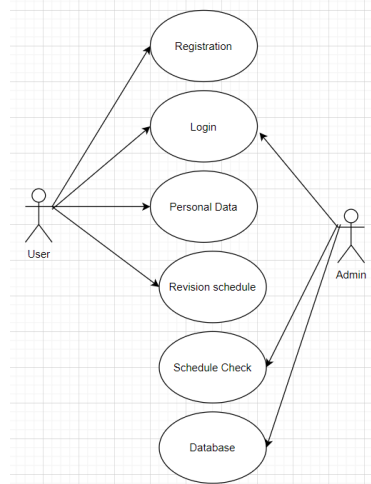 Registration
Login
Personal Data
User
Revision schedule
Admin
Schedule Check
Database